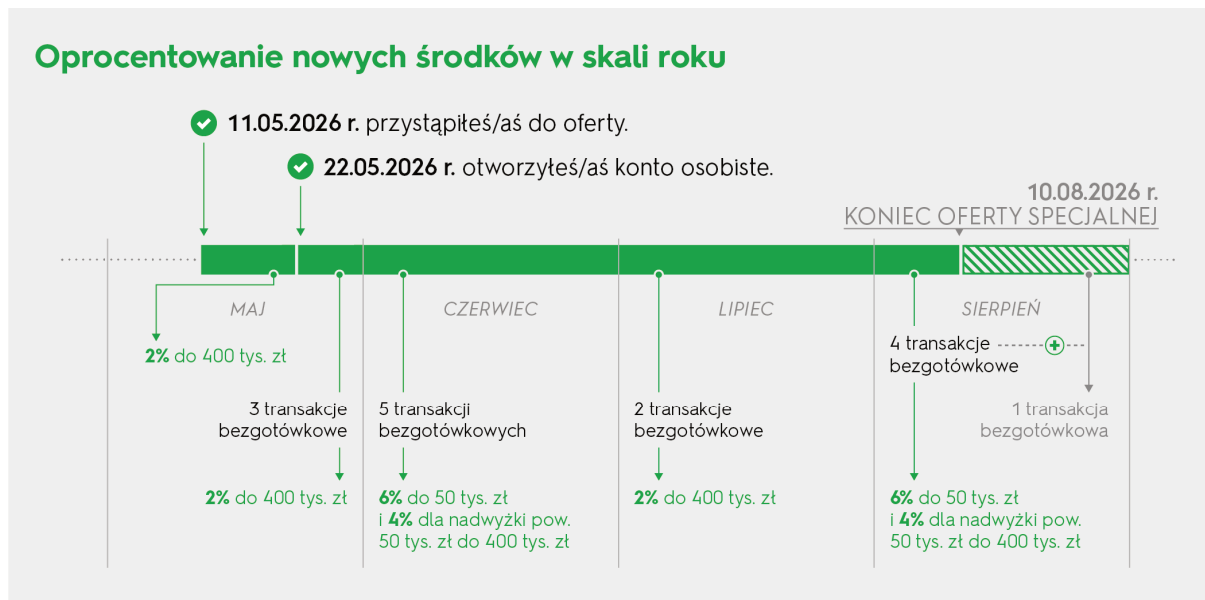 Oprocentowanie nowych środków w skali roku
11.05.2026 r. przystąpiłeś/aś do oferty.
22.05.2026 r. otworzyłeś/aś konto osobiste.
10.08.2026 r.
KONIEC OFERTY SPECJALNEJ
MAJ
CZERWIEC
LIPIEC
SIERPIEŃ
2% do 400 tys. zł
3 transakcje
bezgotówkowe
2% do 400 tys. zł
5 transakcji
bezgotówkowych
6% do 50 tys. zł
i 4% dla nadwyżki pow.
50 tys. zł do 400 tys. zł
2 transakcje
bezgotówkowe
2% do 400 tys. zł
4 transakcje
bezgotówkowe
1 transakcja
bezgotówkowa
6% do 50 tys. zł
i 4% dla nadwyżki pow.
50 tys. zł do 400 tys. zł